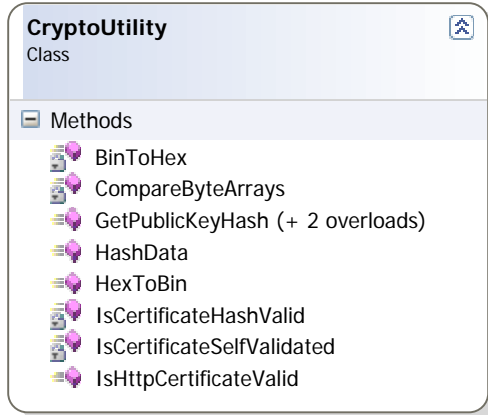 CryptoUtility
Class
Methods
BinToHex
CompareByteArrays
GetPublicKeyHash (+ 2 overloads)
HashData
HexToBin
IsCertificateHashValid
IsCertificateSelfValidated
IsHttpCertificateValid